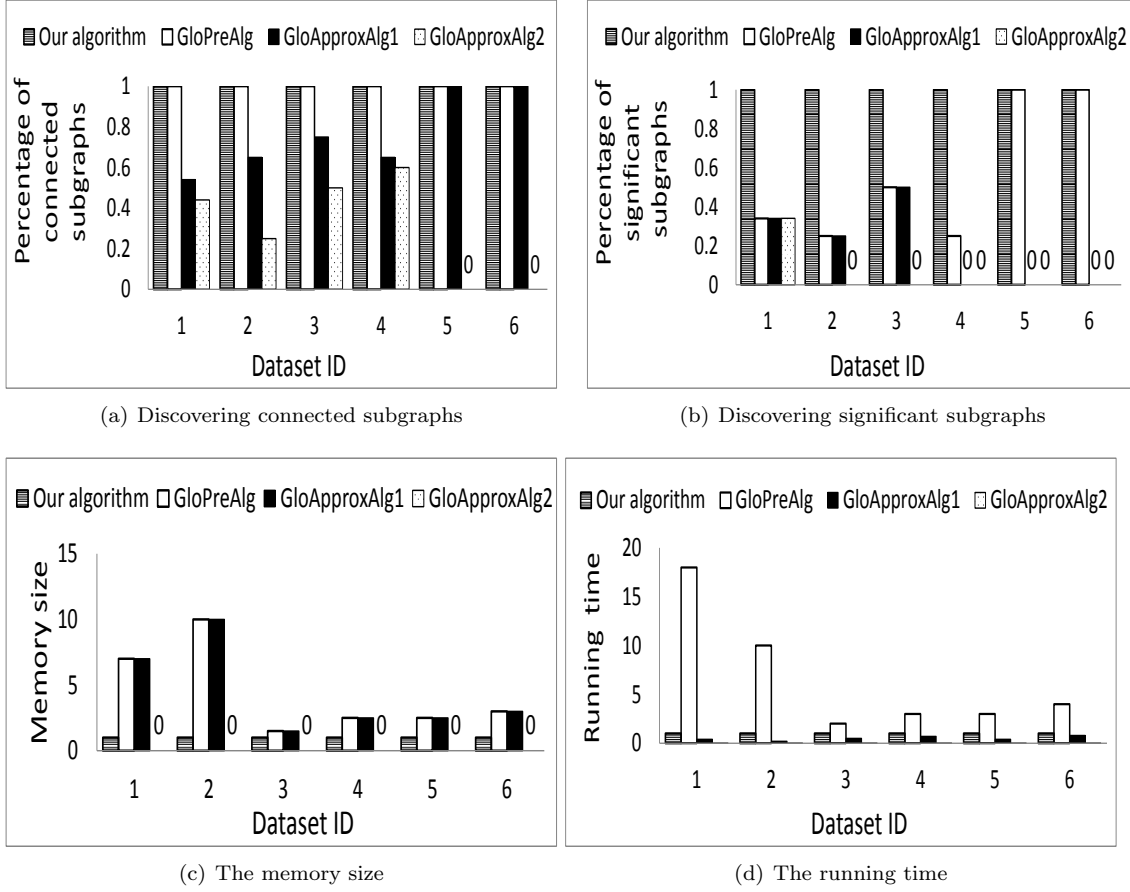 Our algorithm GloPreAlg GloApproxAlg1 GloApproxAlg2
Percentage of
connected
subgraphs
1
0.8
0.6
0.4
0.2
0
0 0
1 2 3 4 5 6
Dataset ID
(a) Discovering connected subgraphs
Our algorithm GloPreAlg GloApproxAlg1 GloApproxAlg2
Percentage of
significant
subgraphs
1
0.8
0.6
0.4
0.2
0
0 0 0 0 0 0 0
1 2 3 4 5 6
Dataset ID
(b) Discovering significant subgraphs
Our algorithm GloPreAlg GloApproxAlg1 GloApproxAlg2
Memory size
15
10
5
0
0 0 0 0 0 0
1 2 3 4 5 6
Dataset ID
(c) The memory size
Our algorithm GloPreAlg GloApproxAlg1 GloApproxAlg2
Running time
20
15
10
5
0
1 2 3 4 5 6
Dataset ID
(d) The running time